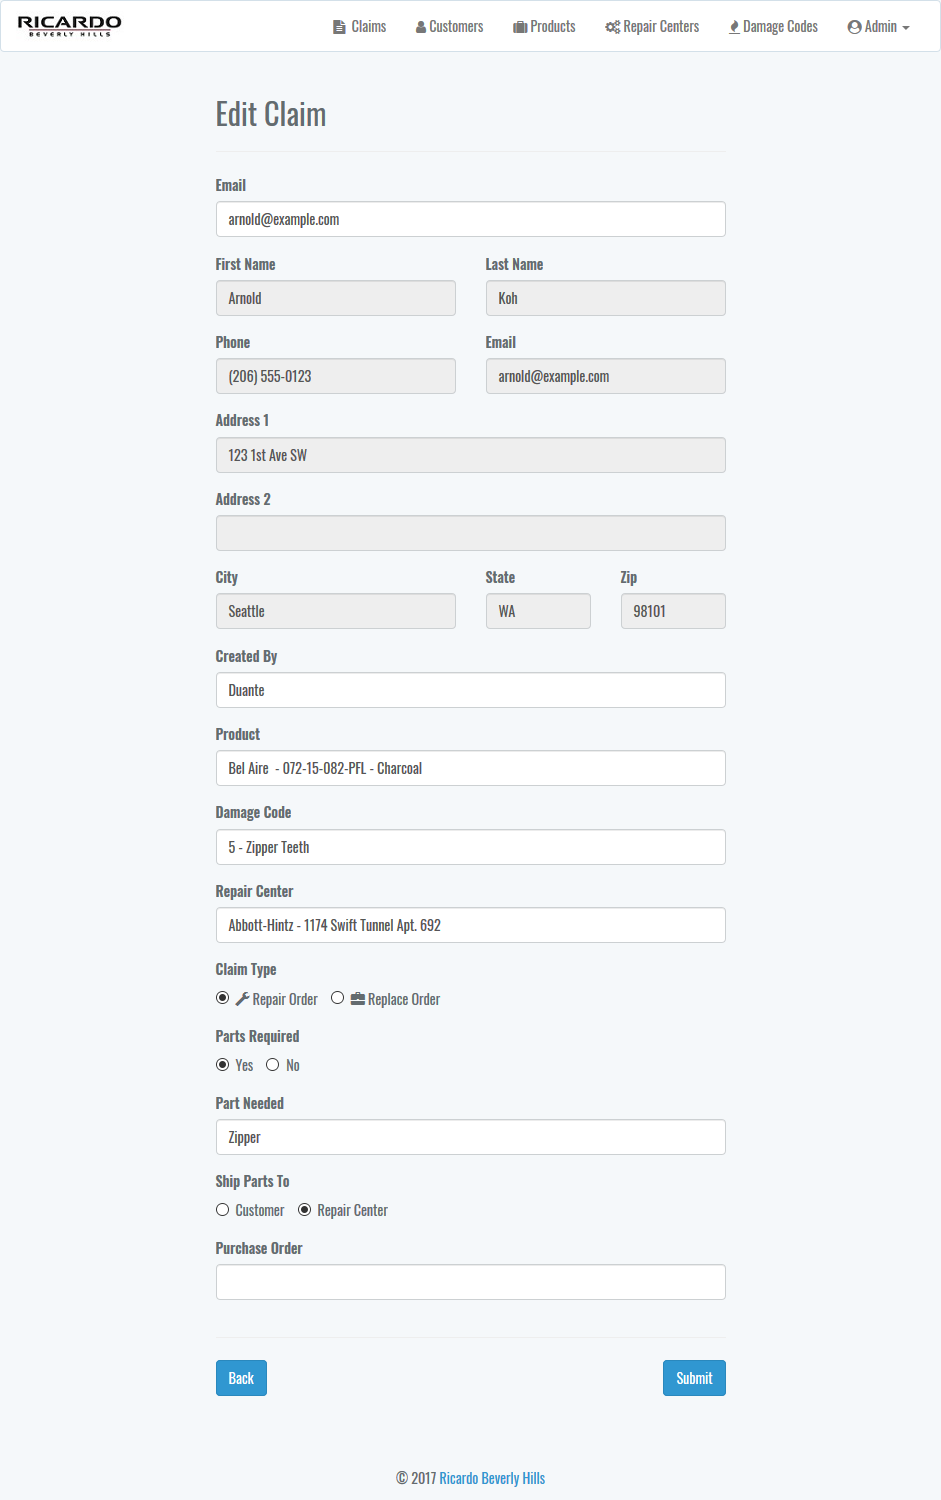 RICARDO
BEVERLY HILLS
Claims Customers Products Repair Centers Damage Codes Admin
Edit Claim
Email
arnold@example.com
First Name Last Name
Arnold Koh
Phone Email
(206) 555-0123 arnold@example.com
Address 1
123 1st Ave SW
Address 2
City State Zip
Seattle WA 98101
Created By
Duante
Product
Bel Aire  - 072-15-082-PFL - Charcoal
Damage Code
5 - Zipper Teeth
Repair Center
Abbott-Hintz - 1174 Swift Tunnel Apt. 692
Claim Type
Repair Order Replace Order
Parts Required
Yes No
Part Needed
Zipper
Ship Parts To
Customer Repair Center
Purchase Order
Back Submit
© 2017 Ricardo Beverly Hills